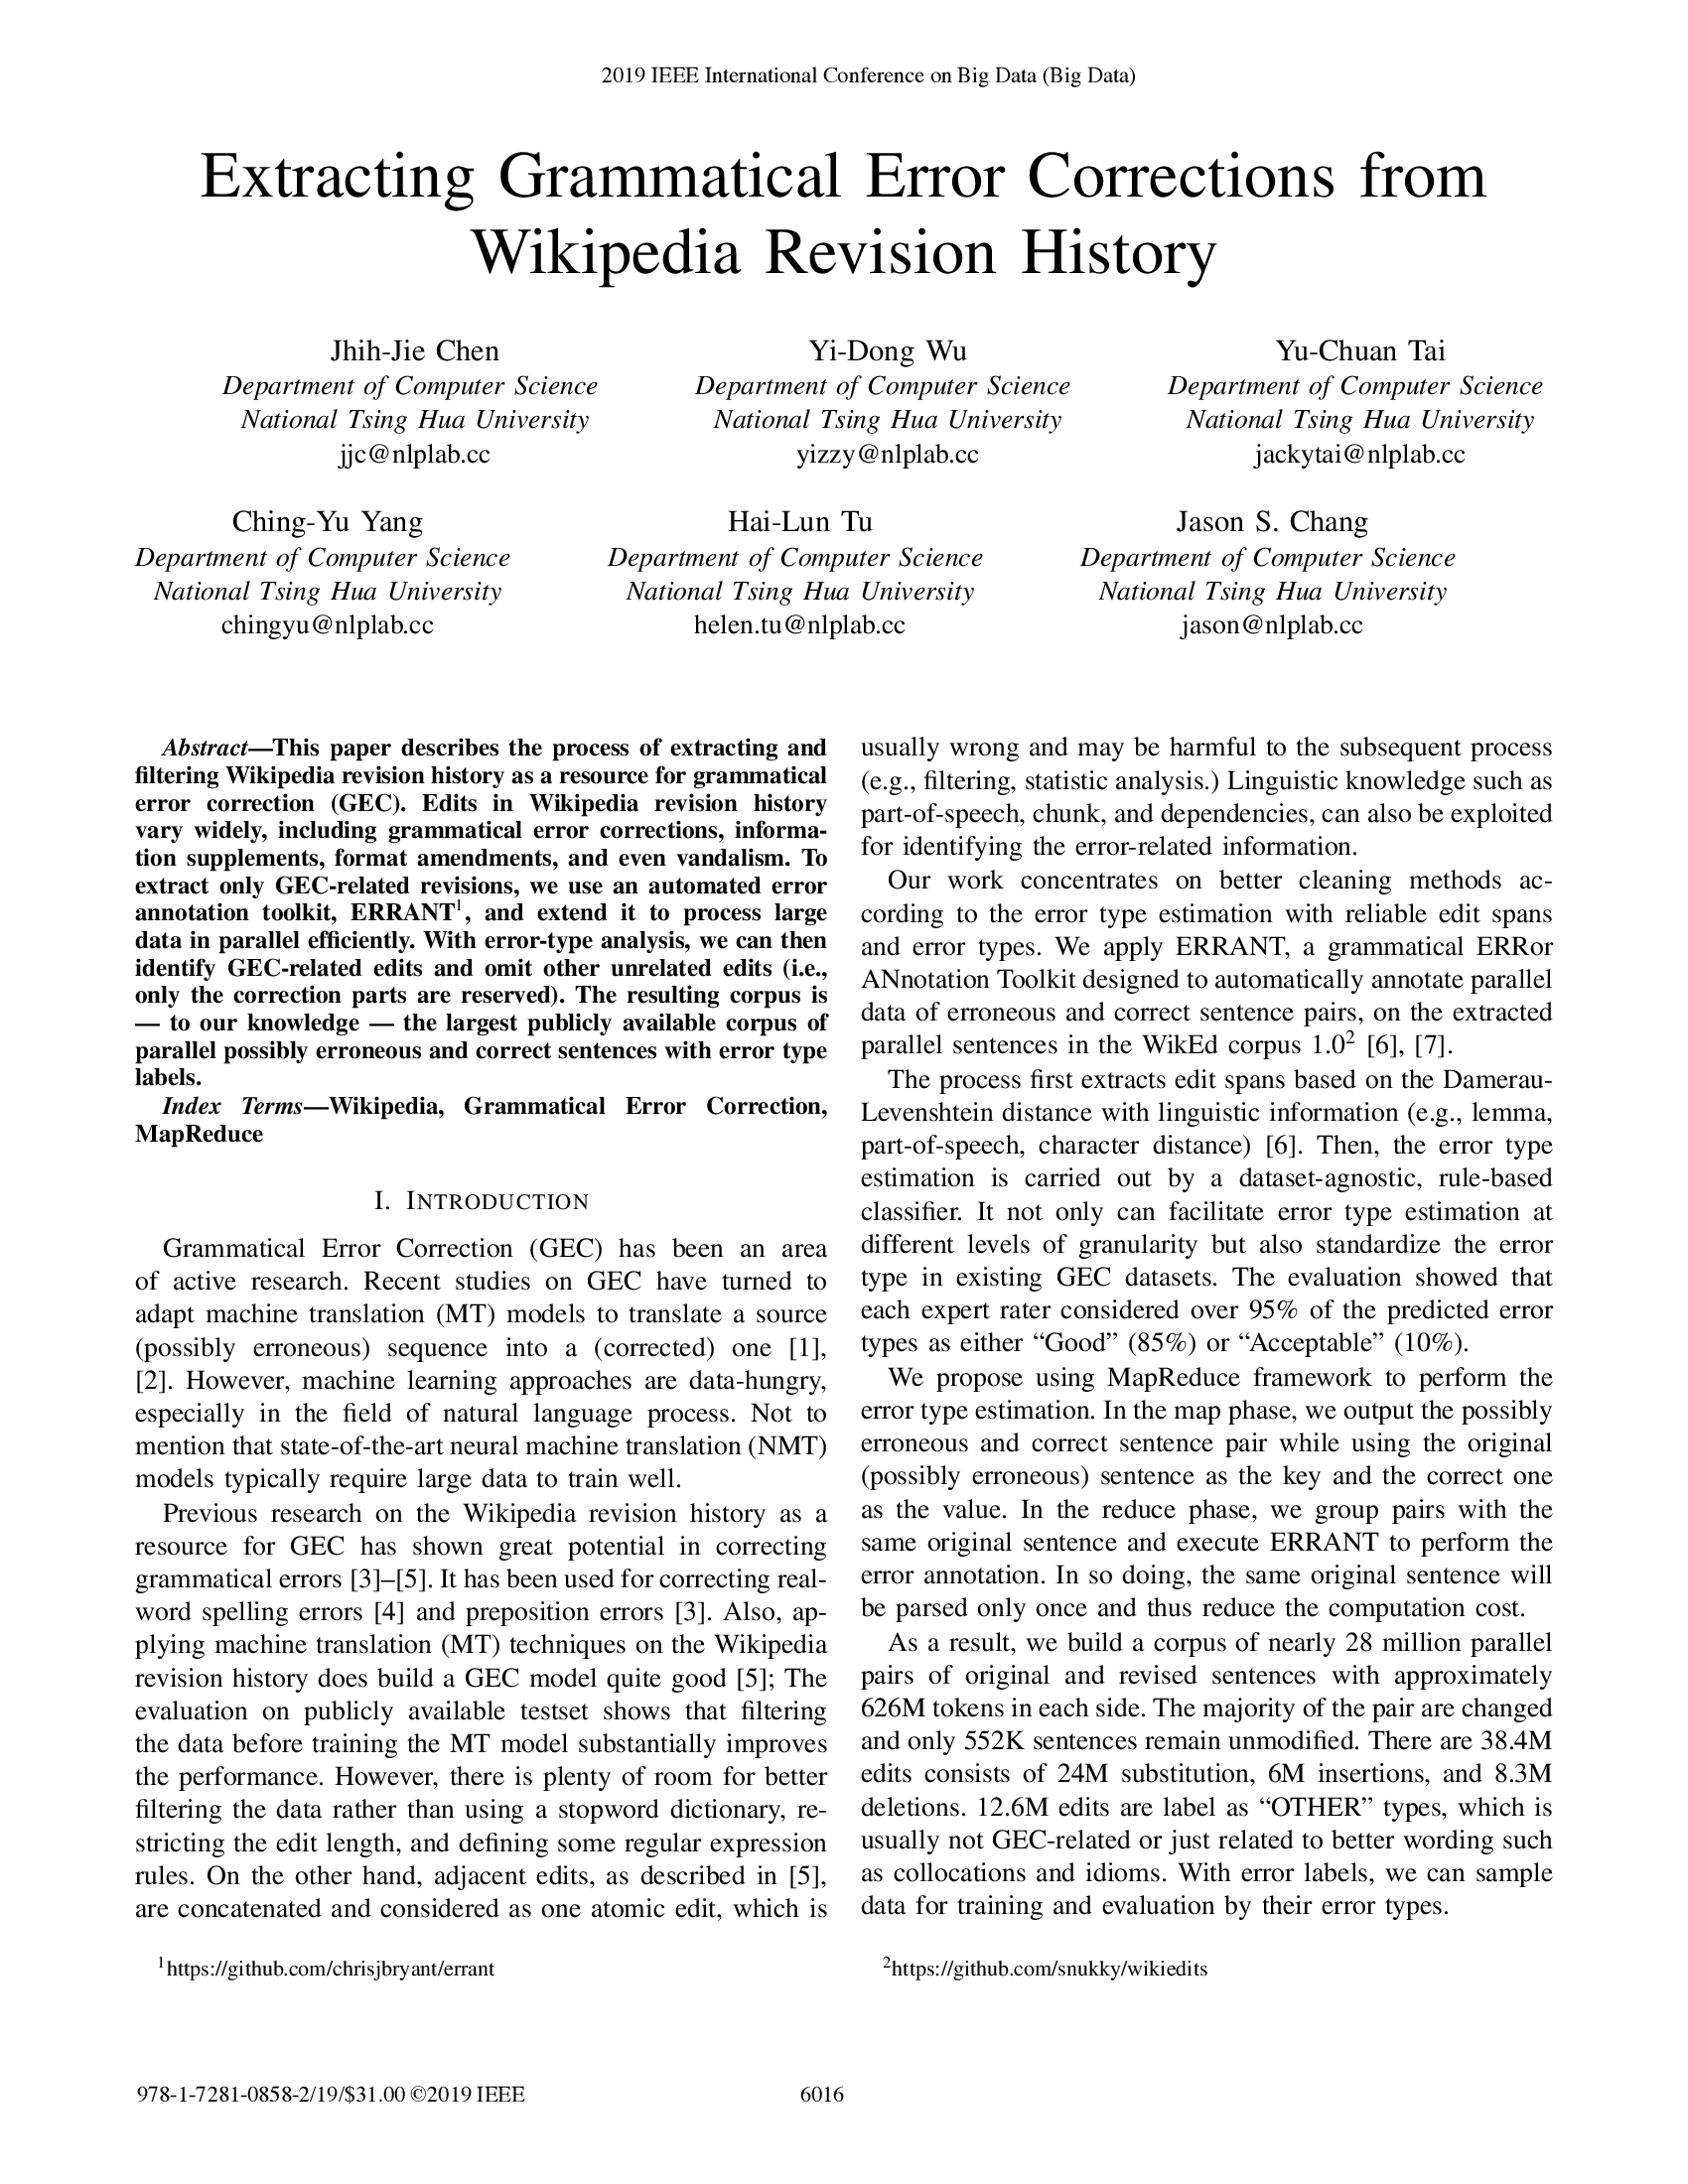 2019 IEEE International Conference on Big Data (Big Data)
Extracting Grammatical Error Corrections from
Wikipedia Revision History
Jhih-Jie Chen
Department of Computer Science
National Tsing Hua University
jjc@nlplab.cc
Yi-Dong Wu
Department of Computer Science
National Tsing Hua University
yizzy@nlplab.cc
Yu-Chuan Tai
Department of Computer Science
National Tsing Hua University
jackytai@nlplab.cc
Ching-Yu Yang
Department of Computer Science
National Tsing Hua University
chingyu@nlplab.cc
Hai-Lun Tu
Department of Computer Science
National Tsing Hua University
helen.tu@nlplab.cc
Jason S. Chang
Department of Computer Science
National Tsing Hua University
jason@nlplab.cc
Abstract—This paper describes the process of extracting and
filtering Wikipedia revision history as a resource for grammatical
error correction (GEC). Edits in Wikipedia revision history
vary widely, including grammatical error corrections, informa-
tion supplements, format amendments, and even vandalism. To
extract only GEC-related revisions, we use an automated error
annotation toolkit, ERRANT¹, and extend it to process large
data in parallel efficiently. With error-type analysis, we can then
identify GEC-related edits and omit other unrelated edits (i.e.,
only the correction parts are reserved). The resulting corpus is
— to our knowledge — the largest publicly available corpus of
parallel possibly erroneous and correct sentences with error type
labels.
Index Terms—Wikipedia, Grammatical Error Correction,
MapReduce
I. INTRODUCTION
Grammatical Error Correction (GEC) has been an area
of active research. Recent studies on GEC have turned to
adapt machine translation (MT) models to translate a source
(possibly erroneous) sequence into a (corrected) one [1],
[2]. However, machine learning approaches are data-hungry,
especially in the field of natural language process. Not to
mention that state-of-the-art neural machine translation (NMT)
models typically require large data to train well.
Previous research on the Wikipedia revision history as a
resource for GEC has shown great potential in correcting
grammatical errors [3]–[5]. It has been used for correcting real-
word spelling errors [4] and preposition errors [3]. Also, ap-
plying machine translation (MT) techniques on the Wikipedia
revision history does build a GEC model quite good [5]; The
evaluation on publicly available testset shows that filtering
the data before training the MT model substantially improves
the performance. However, there is plenty of room for better
filtering the data rather than using a stopword dictionary, re-
stricting the edit length, and defining some regular expression
rules. On the other hand, adjacent edits, as described in [5],
are concatenated and considered as one atomic edit, which is
¹https://github.com/chrisjbryant/errant
usually wrong and may be harmful to the subsequent process
(e.g., filtering, statistic analysis.) Linguistic knowledge such as
part-of-speech, chunk, and dependencies, can also be exploited
for identifying the error-related information.
Our work concentrates on better cleaning methods ac-
cording to the error type estimation with reliable edit spans
and error types. We apply ERRANT, a grammatical ERRor
ANnotation Toolkit designed to automatically annotate parallel
data of erroneous and correct sentence pairs, on the extracted
parallel sentences in the WikEd corpus 1.0² [6], [7].
The process first extracts edit spans based on the Damerau-
Levenshtein distance with linguistic information (e.g., lemma,
part-of-speech, character distance) [6]. Then, the error type
estimation is carried out by a dataset-agnostic, rule-based
classifier. It not only can facilitate error type estimation at
different levels of granularity but also standardize the error
type in existing GEC datasets. The evaluation showed that
each expert rater considered over 95% of the predicted error
types as either “Good” (85%) or “Acceptable” (10%).
We propose using MapReduce framework to perform the
error type estimation. In the map phase, we output the possibly
erroneous and correct sentence pair while using the original
(possibly erroneous) sentence as the key and the correct one
as the value. In the reduce phase, we group pairs with the
same original sentence and execute ERRANT to perform the
error annotation. In so doing, the same original sentence will
be parsed only once and thus reduce the computation cost.
As a result, we build a corpus of nearly 28 million parallel
pairs of original and revised sentences with approximately
626M tokens in each side. The majority of the pair are changed
and only 552K sentences remain unmodified. There are 38.4M
edits consists of 24M substitution, 6M insertions, and 8.3M
deletions. 12.6M edits are label as “OTHER” types, which is
usually not GEC-related or just related to better wording such
as collocations and idioms. With error labels, we can sample
data for training and evaluation by their error types.
²https://github.com/snukky/wikiedits
978-1-7281-0858-2/19/$31.00 ©2019 IEEE
6016